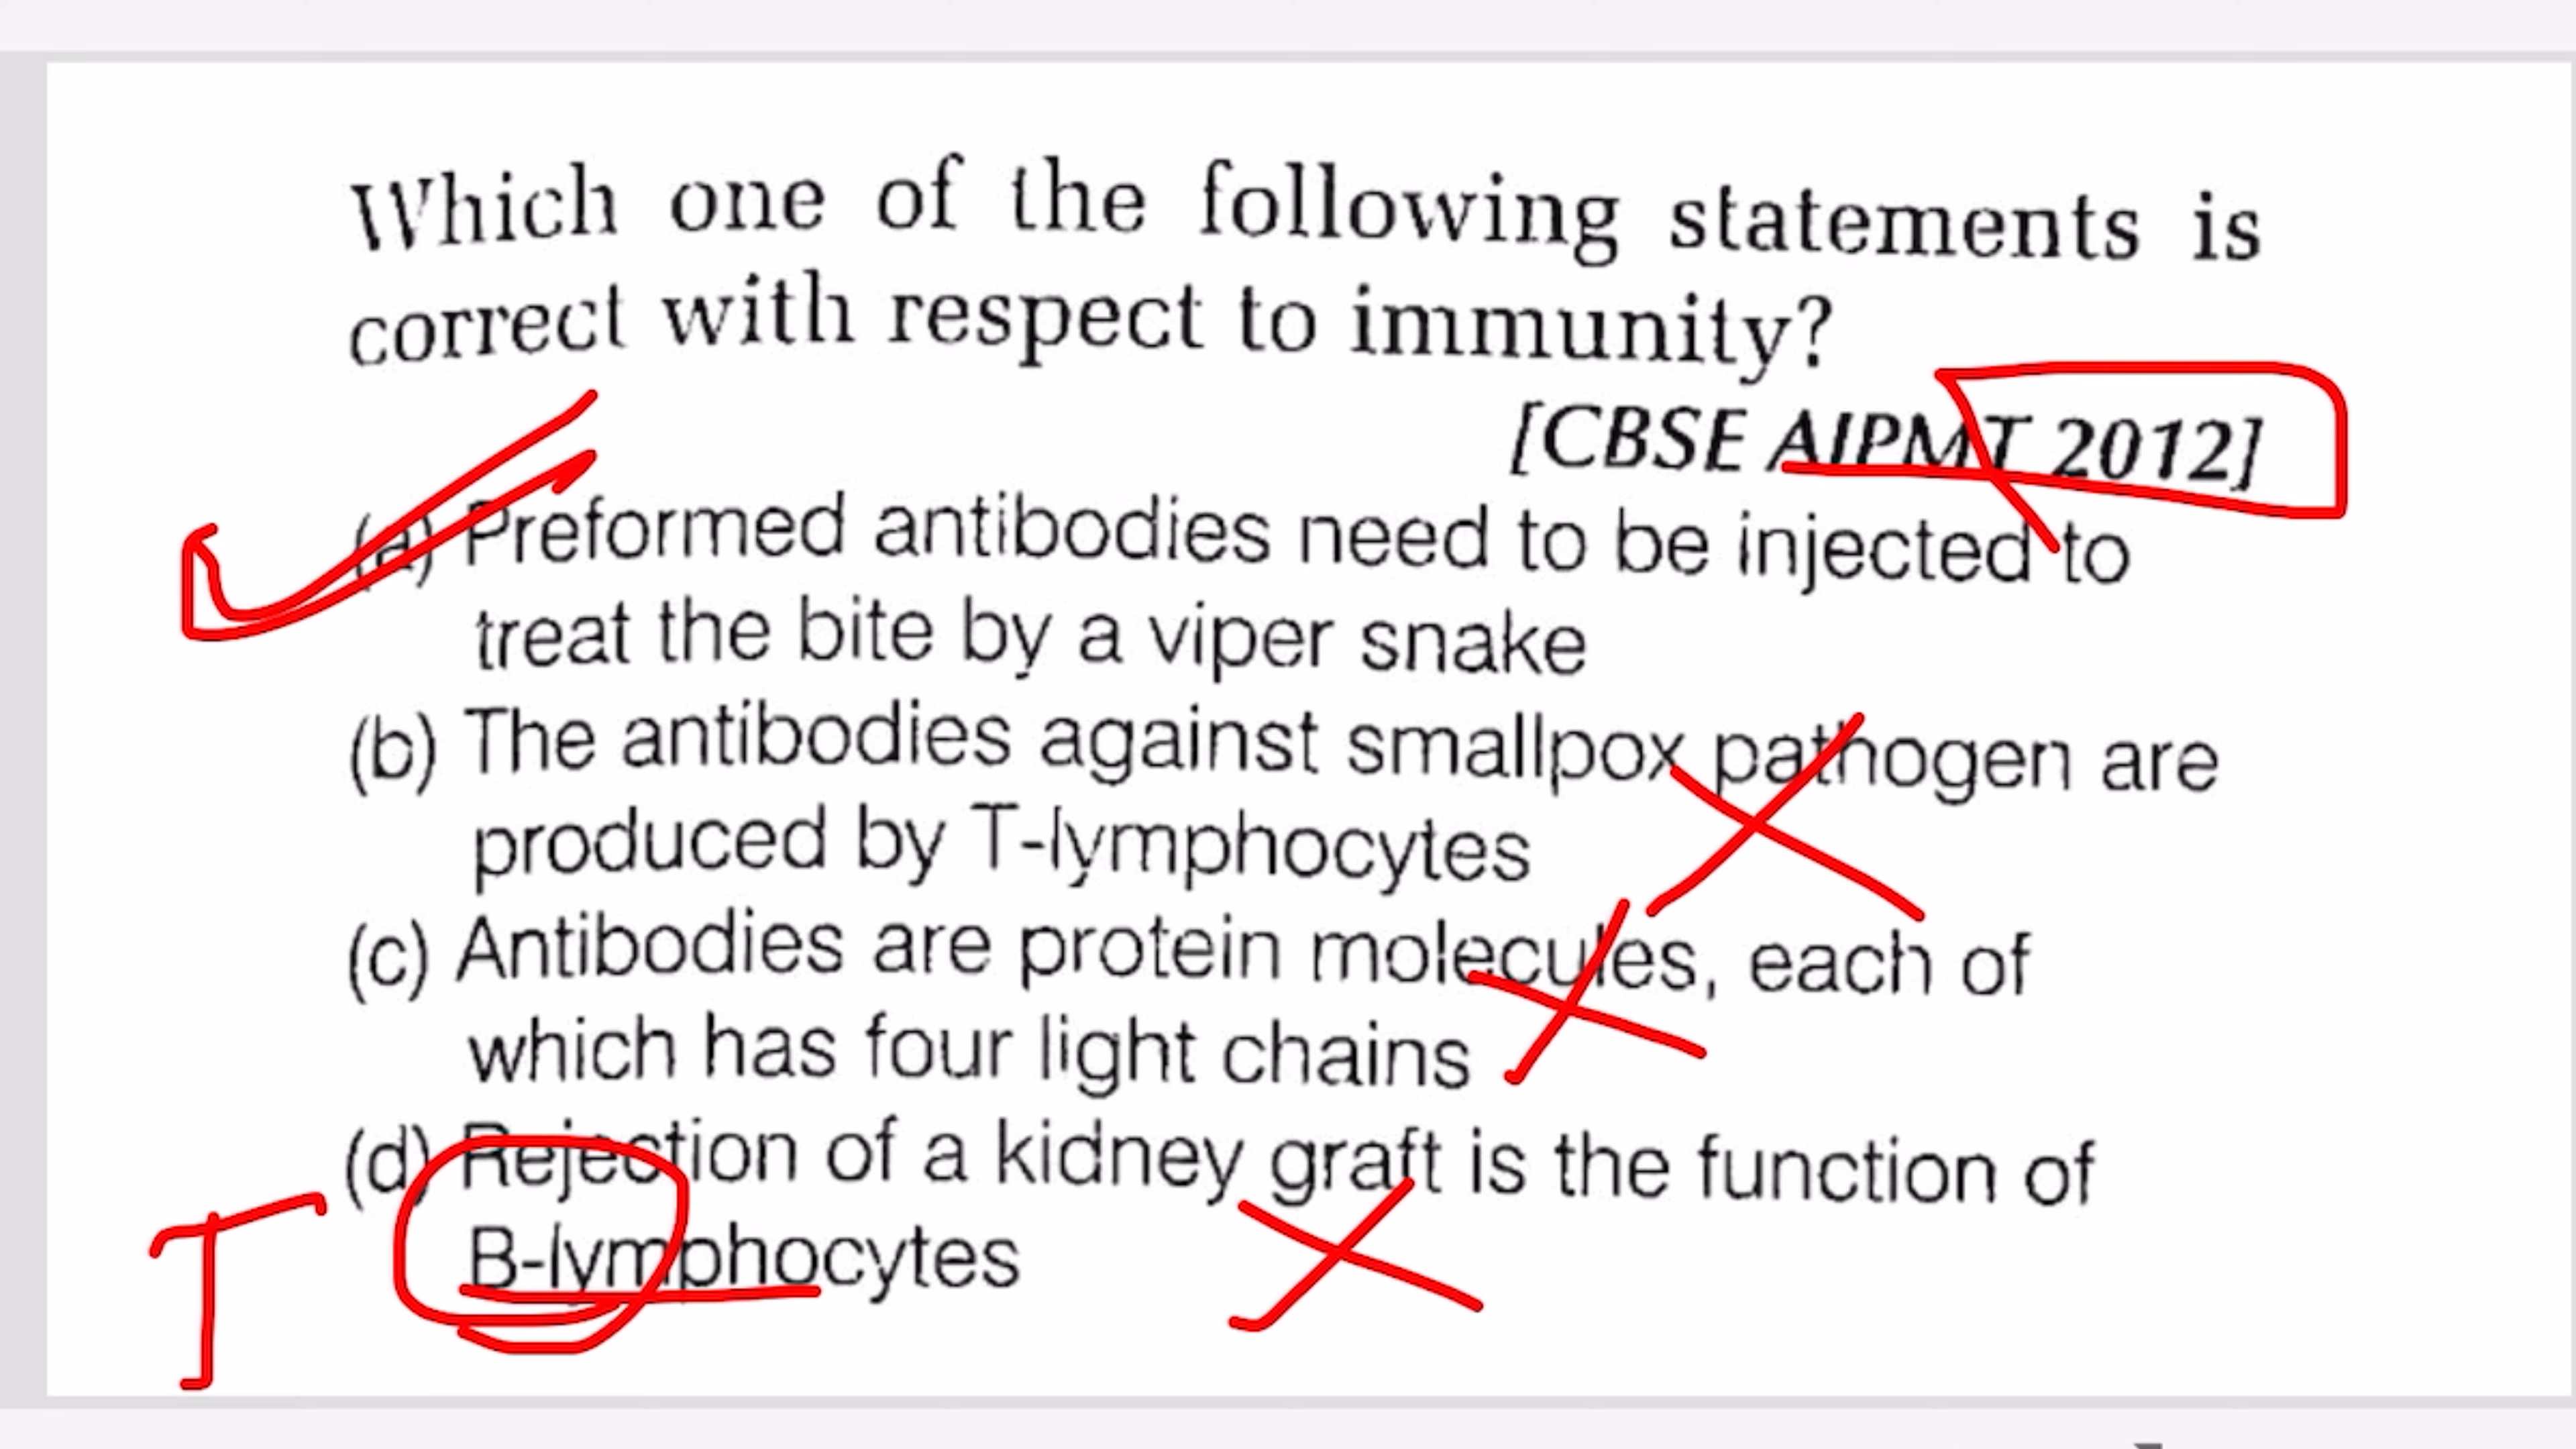 Which one of the following statements is
correct with respect to immunity?
[CBSE AIPMT 2012]
(a) Preformed antibodies need to be injected to
treat the bite by a viper snake
(b) The antibodies against smallpox pathogen are
produced by T-lymphocytes
(c) Antibodies are protein molecules, each of
which has four light chains
(d) Rejection of a kidney graft is the function of
T B-lymphocytes